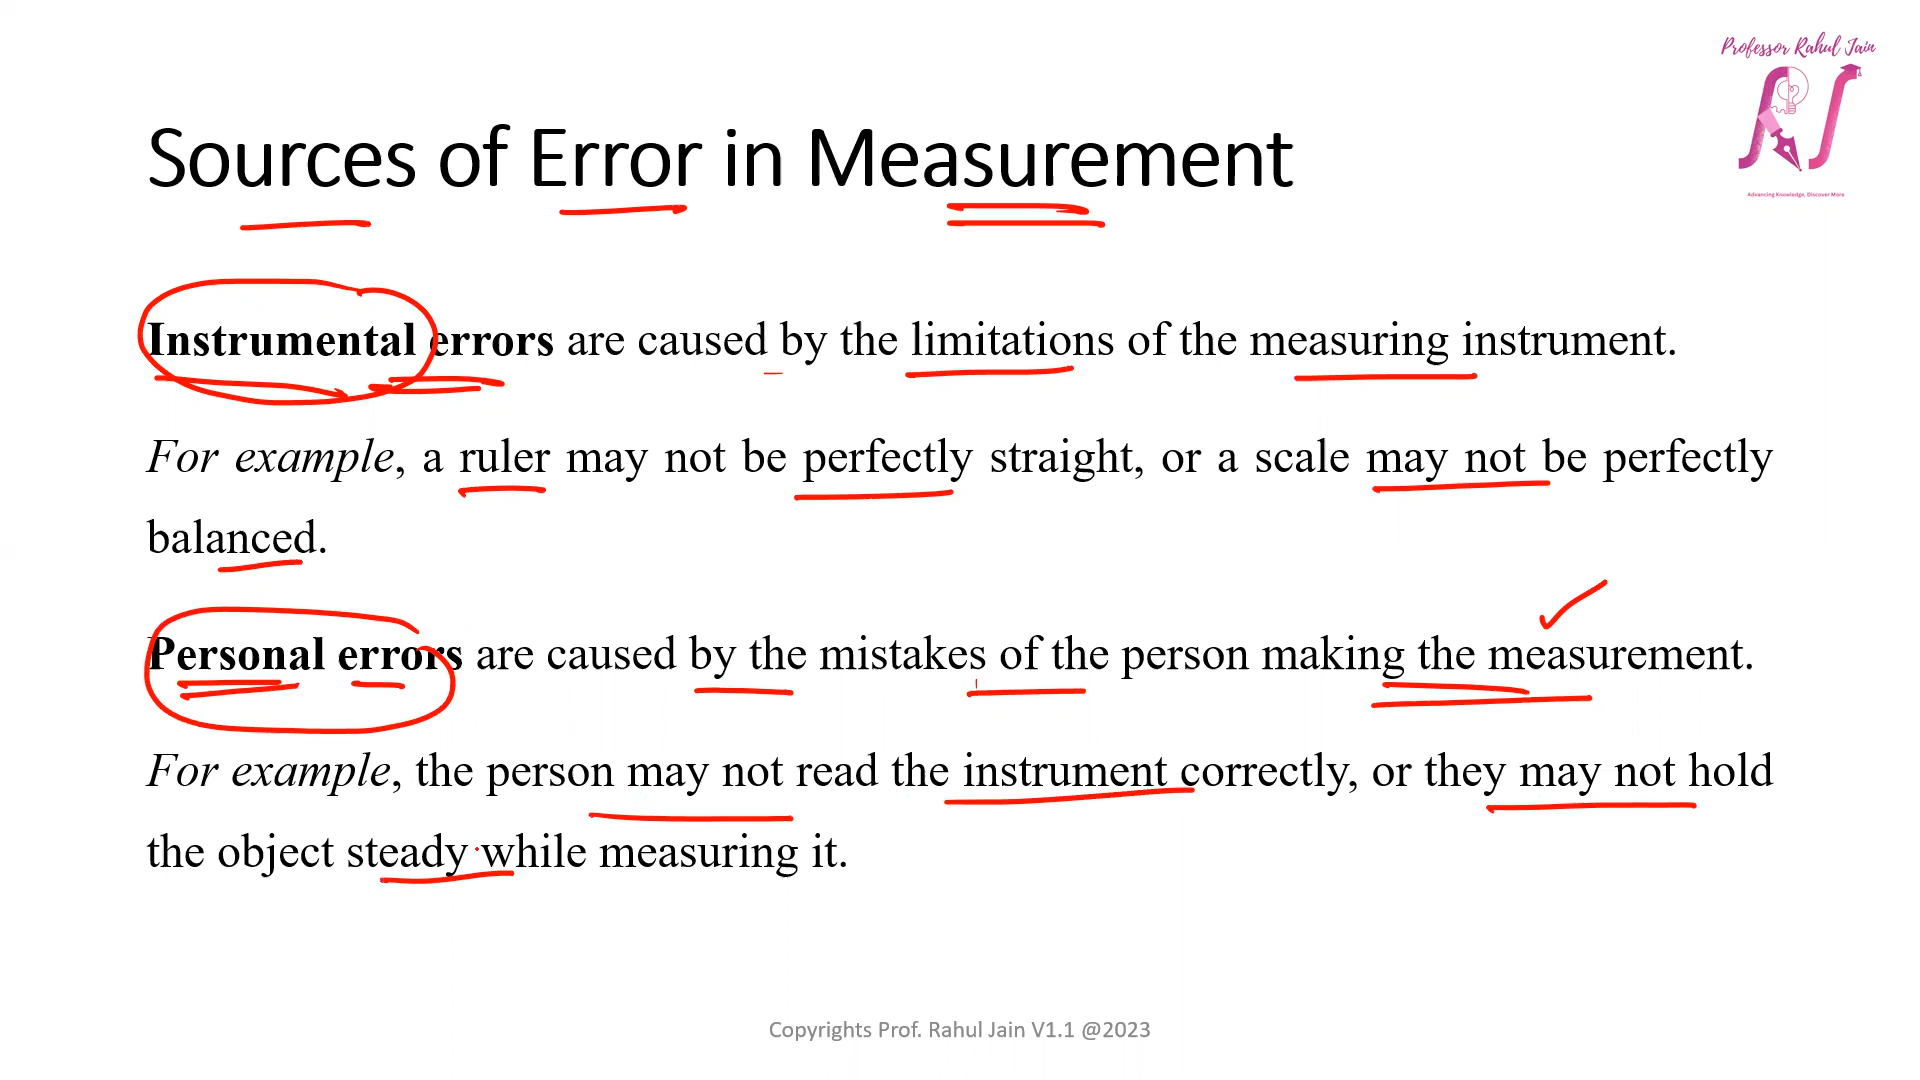 Professor Rahul Jain
Advancing Knowledge, Discover More
Sources of Error in Measurement
Instrumental errors are caused by the limitations of the measuring instrument.
For example, a ruler may not be perfectly straight, or a scale may not be perfectly
balanced.
Personal errors are caused by the mistakes of the person making the measurement.
For example, the person may not read the instrument correctly, or they may not hold
the object steady while measuring it.
Copyrights Prof. Rahul Jain V1.1 @2023